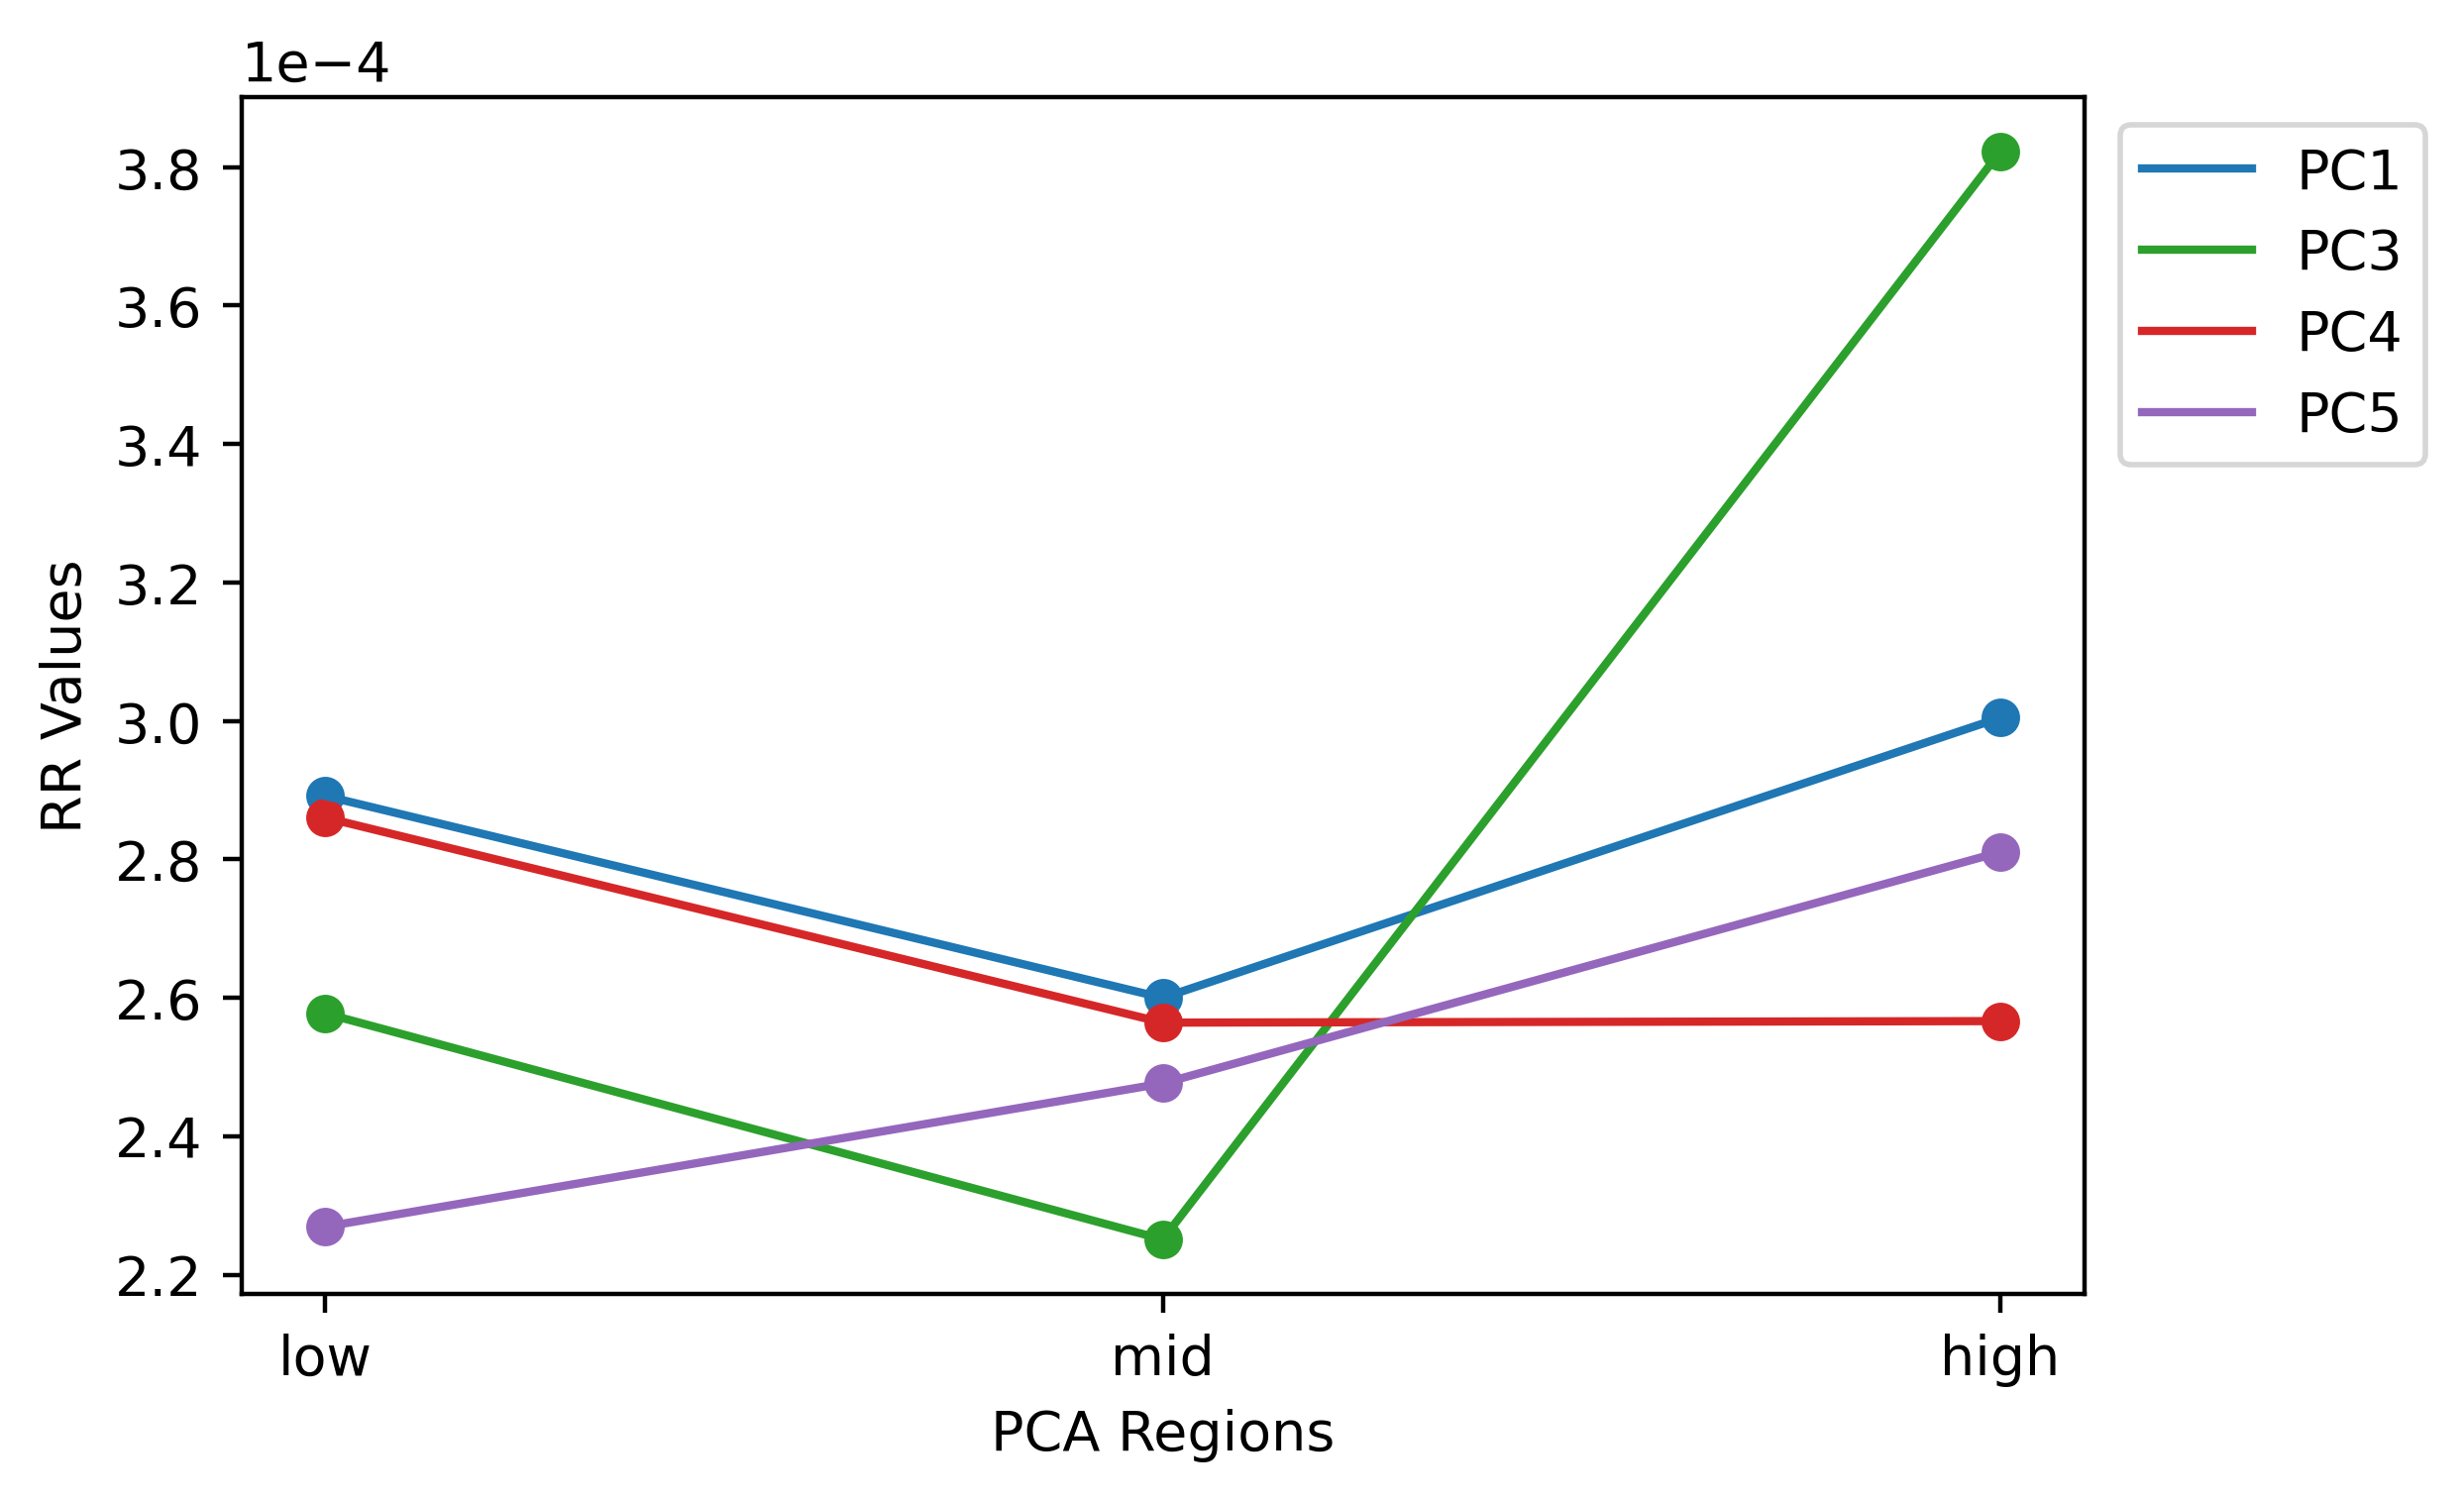 1e−4
3.8
3.6
3.4
3.2
3.0
2.8
2.6
2.4
2.2
RR Values
low
mid
high
PCA Regions
PC1
PC3
PC4
PC5